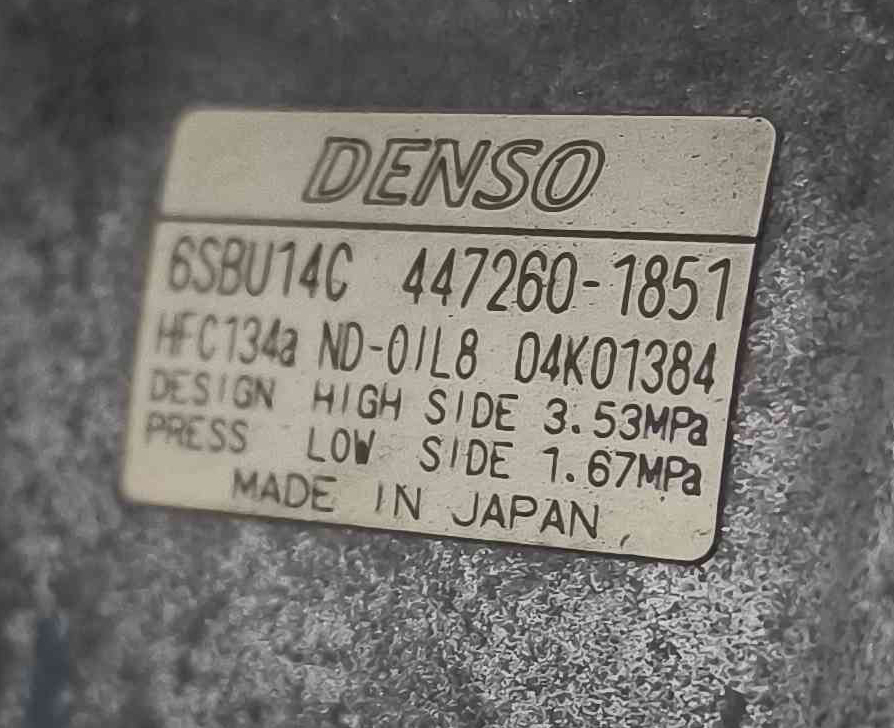 DENSO
6SBU14C 447260-1851
HFC134a ND-OIL8 04K01384
DESIGN HIGH SIDE 3.53MPa
PRESS LOW SIDE 1.67MPa
MADE IN JAPAN